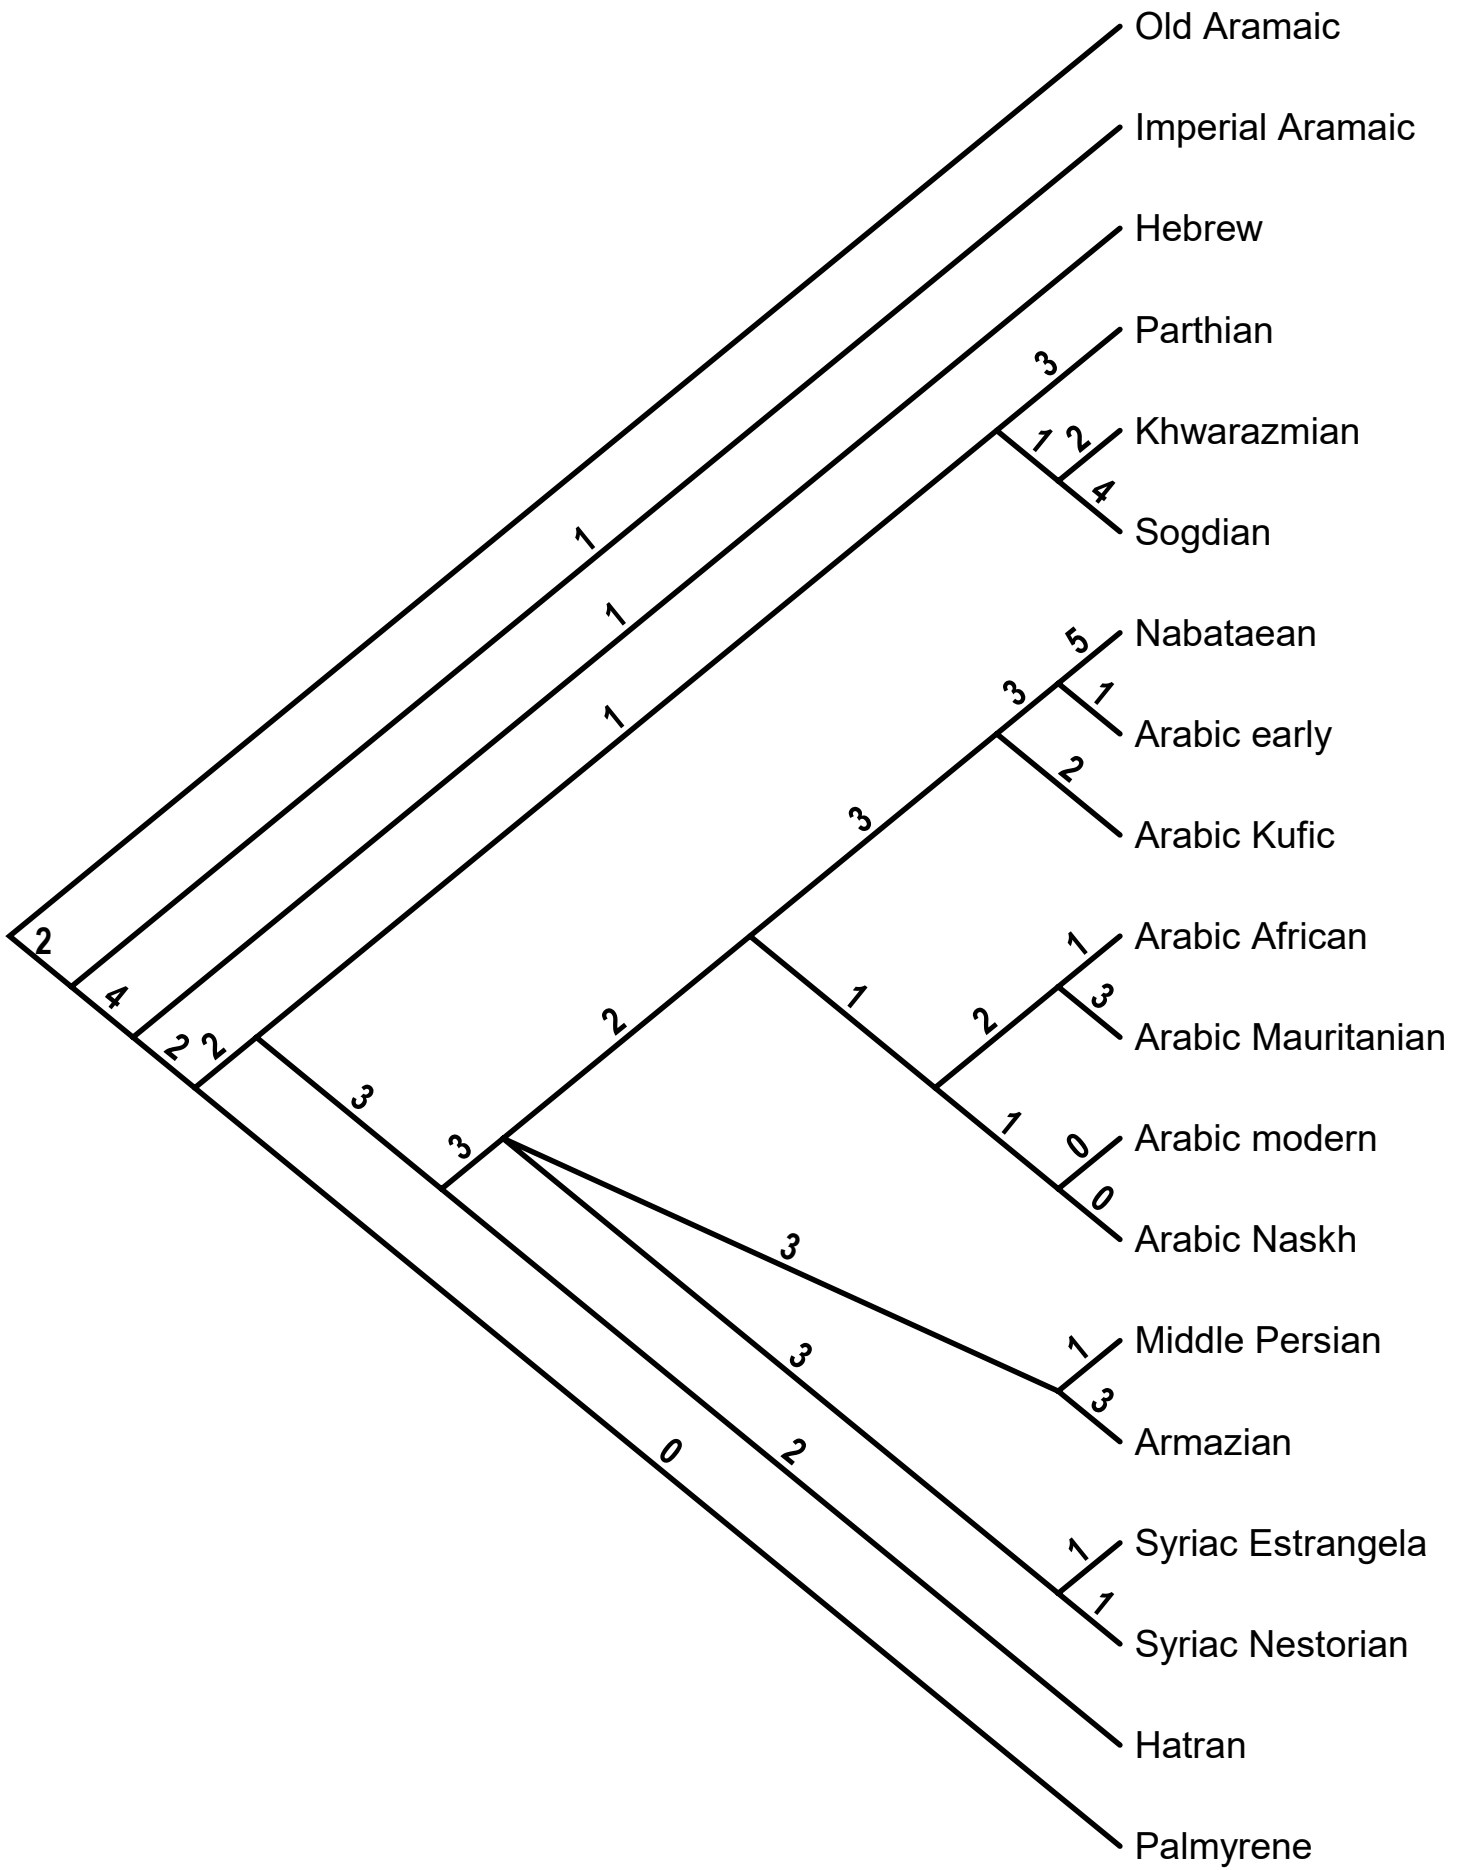 Old Aramaic
Imperial Aramaic
Hebrew
Parthian
3
Khwarazmian
1 2
Sogdian
4
1
Nabataean
5
1
3
1
Arabic early
1
2
Arabic Kufic
3
Arabic African
1
2
3
4
1
2
2
Arabic Mauritanian
2 2
3
1
0
Arabic modern
3
0
Arabic Naskh
3
1
Middle Persian
3
3
Armazian
0
2
1
Syriac Estrangela
1
Syriac Nestorian
Hatran
Palmyrene